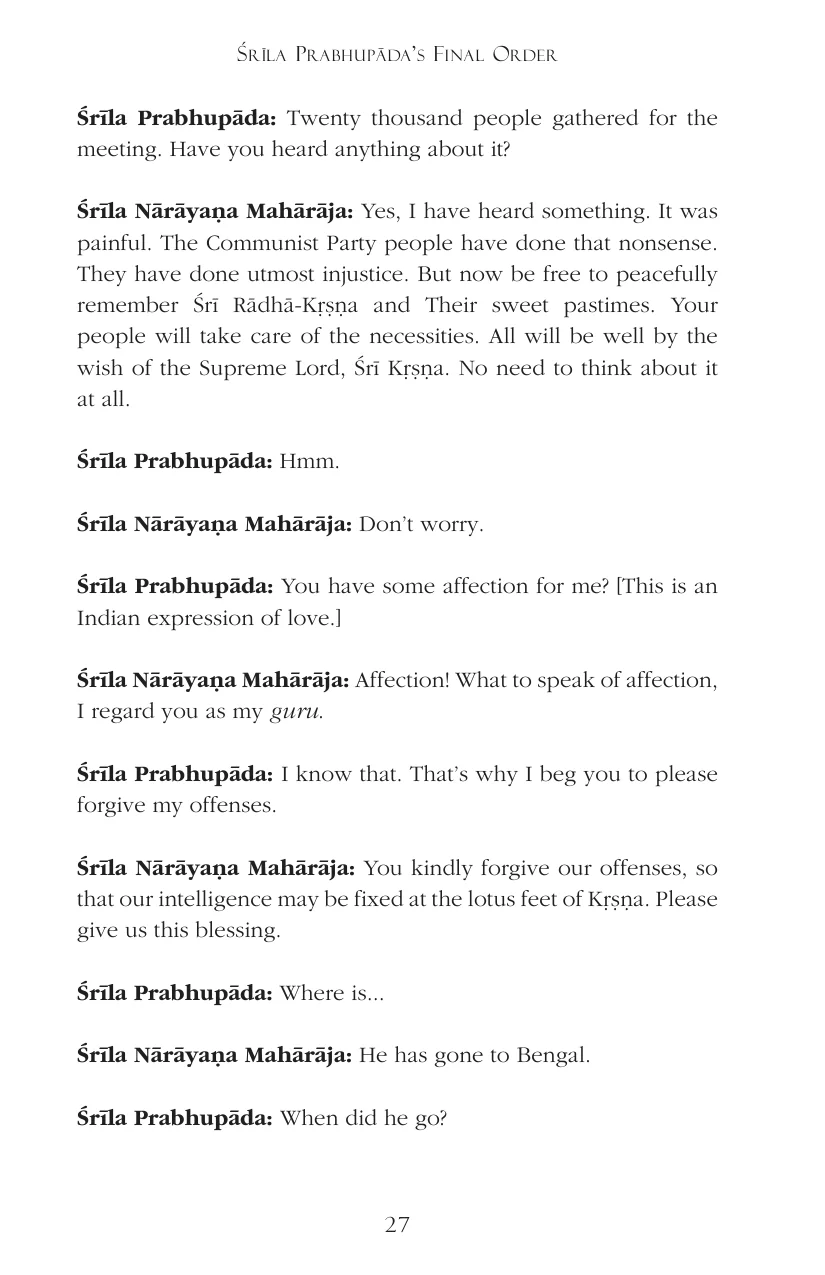 Śrīla Prabhupāda's Final Order
Śrīla Prabhupāda: Twenty thousand people gathered for the
meeting. Have you heard anything about it?
Śrīla Nārāyaṇa Mahārāja: Yes, I have heard something. It was
painful. The Communist Party people have done that nonsense.
They have done utmost injustice. But now be free to peacefully
remember Śrī Rādhā-Kṛṣṇa and Their sweet pastimes. Your
people will take care of the necessities. All will be well by the
wish of the Supreme Lord, Śrī Kṛṣṇa. No need to think about it
at all.
Śrīla Prabhupāda: Hmm.
Śrīla Nārāyaṇa Mahārāja: Don’t worry.
Śrīla Prabhupāda: You have some affection for me? [This is an
Indian expression of love.]
Śrīla Nārāyaṇa Mahārāja: Affection! What to speak of affection,
I regard you as my guru.
Śrīla Prabhupāda: I know that. That’s why I beg you to please
forgive my offenses.
Śrīla Nārāyaṇa Mahārāja: You kindly forgive our offenses, so
that our intelligence may be fixed at the lotus feet of Kṛṣṇa. Please
give us this blessing.
Śrīla Prabhupāda: Where is...
Śrīla Nārāyaṇa Mahārāja: He has gone to Bengal.
Śrīla Prabhupāda: When did he go?
27